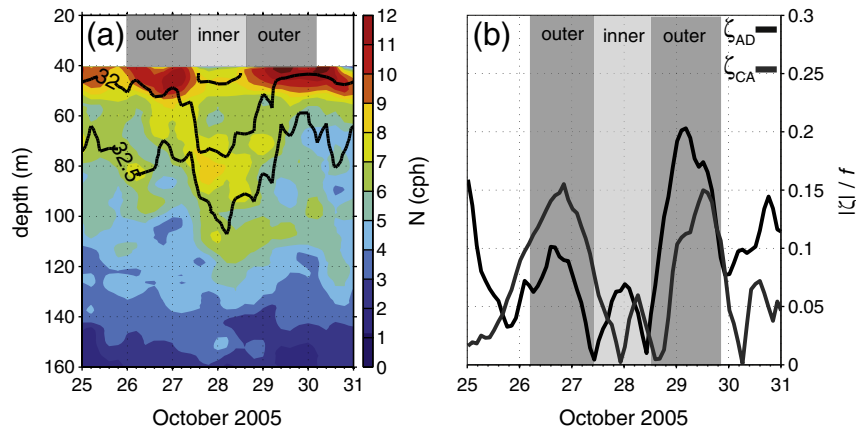 (a)
outer
inner
outer
20
40
60
80
100
120
140
160
depth (m)
32
32.5
25
26
27
28
29
30
31
October 2005
12
11
10
9
8
7
6
5
4
3
2
1
0
N (cph)
(b)
outer
inner
outer
ζAD
ζCA
0.3
0.25
0.2
0.15
0.1
0.05
0
|ζ| / f
25
26
27
28
29
30
31
October 2005